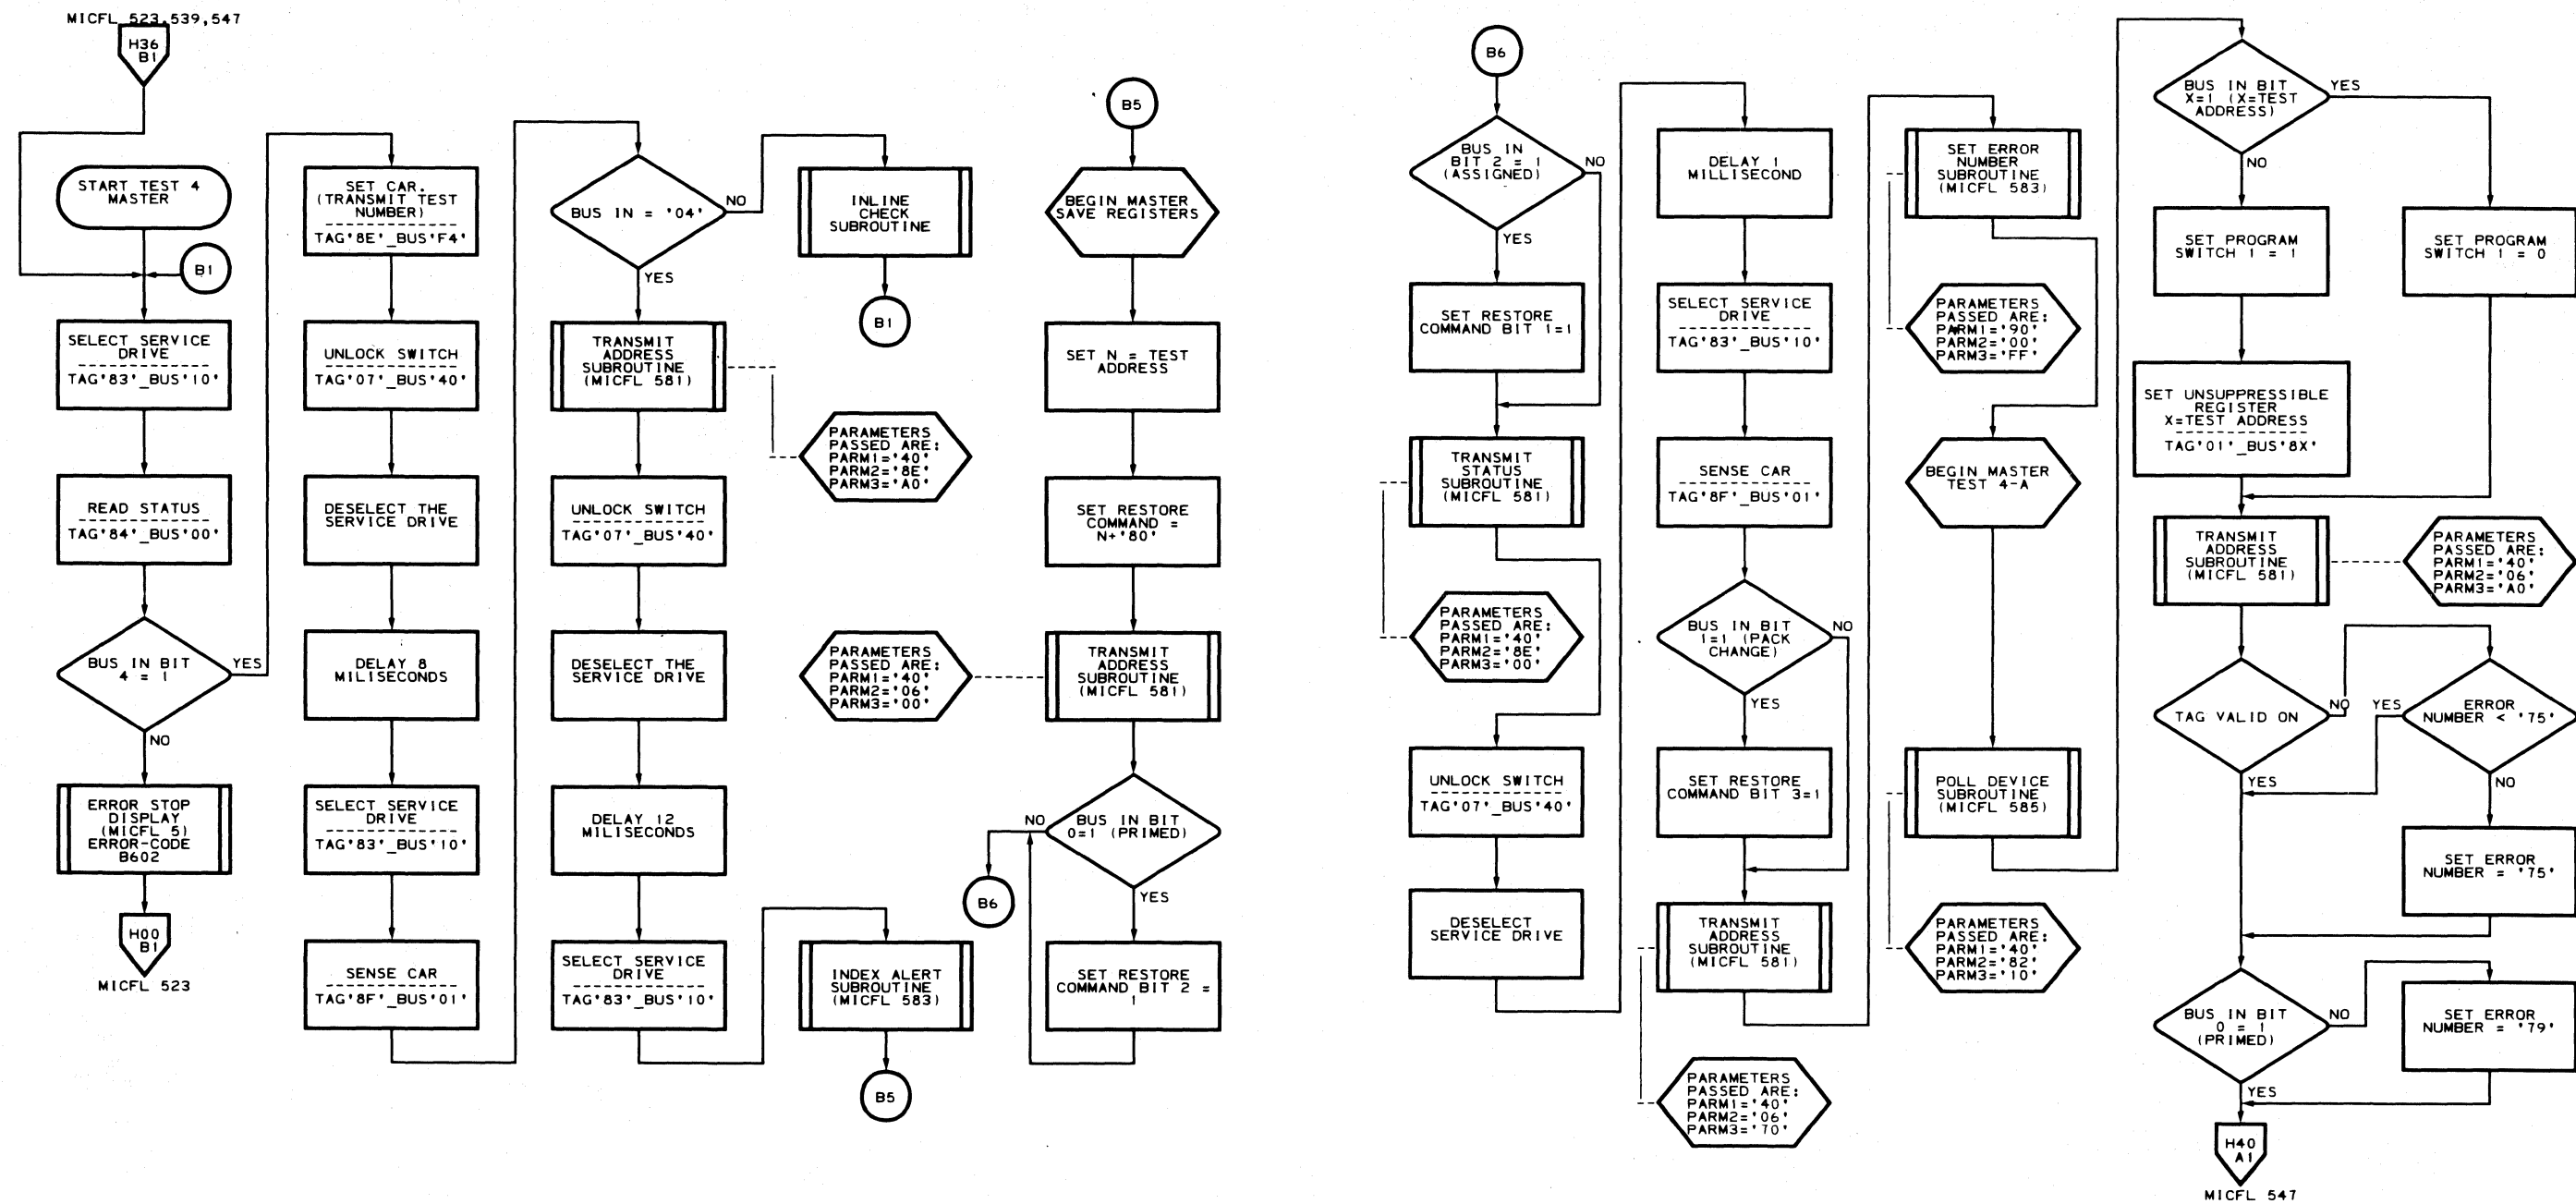 MICFL 523,539,547
H36
B1
START TEST 4
MASTER
B1
SELECT SERVICE
DRIVE
TAG'83'_BUS'10'
READ STATUS
TAG'84'_BUS'00'
BUS IN BIT
4 = 1
YES
NO
ERROR STOP
DISPLAY
(MICFL 5)
ERROR-CODE
B602
H00
B1
MICFL 523
SET CAR.
(TRANSMIT TEST
NUMBER)
TAG'8E'_BUS'F4'
UNLOCK SWITCH
TAG'07'_BUS'40'
DESELECT THE
SERVICE DRIVE
DELAY 8
MILISECONDS
SELECT SERVICE
DRIVE
TAG'83'_BUS'10'
SENSE CAR
TAG'8F'_BUS'01'
BUS IN = '04'
NO
YES
TRANSMIT
ADDRESS
SUBROUTINE
(MICFL 581)
UNLOCK SWITCH
TAG'07'_BUS'40'
DESELECT THE
SERVICE DRIVE
DELAY 12
MILISECONDS
SELECT SERVICE
DRIVE
TAG'83'_BUS'10'
INLINE
CHECK
SUBROUTINE
B1
PARAMETERS
PASSED ARE:
PARM1='40'
PARM2='8E'
PARM3='A0'
PARAMETERS
PASSED ARE:
PARM1='40'
PARM2='06'
PARM3='00'
B6
INDEX ALERT
SUBROUTINE
(MICFL 583)
B5
B5
BEGIN MASTER
SAVE REGISTERS
SET N = TEST
ADDRESS
SET RESTORE
COMMAND =
N+'80'
TRANSMIT
ADDRESS
SUBROUTINE
(MICFL 581)
NO
BUS IN BIT
0=1 (PRIMED)
YES
SET RESTORE
COMMAND BIT 2 =
1
B6
BUS IN
BIT 2 = 1
(ASSIGNED)
NO
YES
SET RESTORE
COMMAND BIT 1=1
TRANSMIT
STATUS
SUBROUTINE
(MICFL 581)
PARAMETERS
PASSED ARE:
PARM1='40'
PARM2='8E'
PARM3='00'
UNLOCK SWITCH
TAG'07'_BUS'40'
DESELECT
SERVICE DRIVE
DELAY 1
MILLISECOND
SELECT SERVICE
DRIVE
TAG'83'_BUS'10'
SENSE CAR
TAG'8F'_BUS'01'
BUS IN BIT
1=1 (PACK
CHANGE)
NO
YES
SET RESTORE
COMMAND BIT 3=1
TRANSMIT
ADDRESS
SUBROUTINE
(MICFL 581)
PARAMETERS
PASSED ARE:
PARM1='40'
PARM2='06'
PARM3='70'
SET ERROR
NUMBER
SUBROUTINE
(MICFL 583)
PARAMETERS
PASSED ARE:
PARM1='90'
PARM2='00'
PARM3='FF'
BEGIN MASTER
TEST 4-A
POLL DEVICE
SUBROUTINE
(MICFL 585)
PARAMETERS
PASSED ARE:
PARM1='40'
PARM2='82'
PARM3='10'
BUS IN BIT
X=1 (X=TEST
ADDRESS)
YES
NO
SET PROGRAM
SWITCH 1 = 1
SET PROGRAM
SWITCH 1 = 0
SET UNSUPPRESSIBLE
REGISTER
X=TEST ADDRESS
TAG'01'_BUS'8X'
TRANSMIT
ADDRESS
SUBROUTINE
(MICFL 581)
PARAMETERS
PASSED ARE:
PARM1='40'
PARM2='06'
PARM3='A0'
TAG VALID ON
NO
YES
YES
ERROR
NUMBER < '75'
NO
SET ERROR
NUMBER = '75'
BUS IN BIT
0 = 1
(PRIMED)
NO
YES
SET ERROR
NUMBER = '79'
H40
A1
MICFL 547